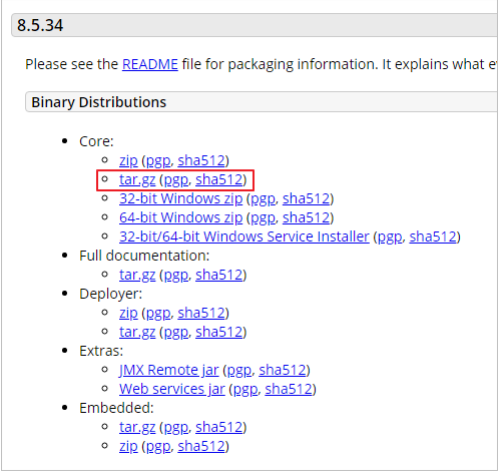 8.5.34
Please see the README file for packaging information. It explains what
Binary Distributions
Core:
zip (pgp, sha512)
tar.gz (pgp, sha512)
32-bit Windows zip (pgp, sha512)
64-bit Windows zip (pgp, sha512)
32-bit/64-bit Windows Service Installer (pgp, sha512)
Full documentation:
tar.gz (pgp, sha512)
Deployer:
zip (pgp, sha512)
tar.gz (pgp, sha512)
Extras:
JMX Remote jar (pgp, sha512)
Web services jar (pgp, sha512)
Embedded:
tar.gz (pgp, sha512)
zip (pgp, sha512)